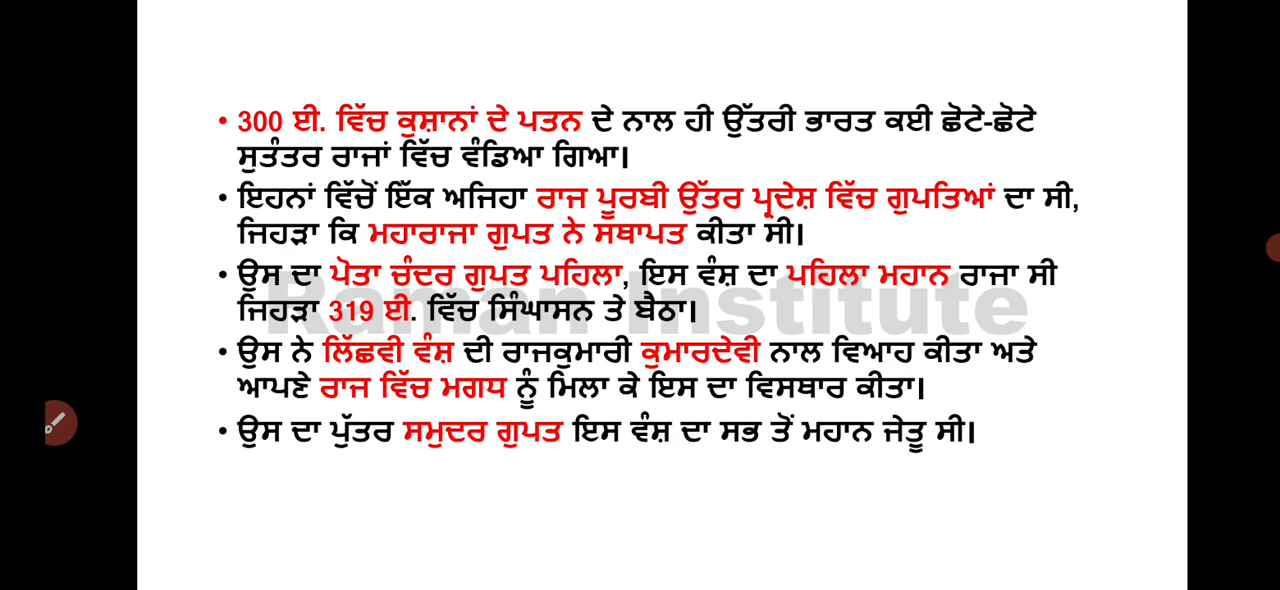 • 300 ਈ. ਵਿੱਚ ਕੁਸ਼ਾਨਾਂ ਦੇ ਪਤਨ ਦੇ ਨਾਲ ਹੀ ਉੱਤਰੀ ਭਾਰਤ ਕਈ ਛੋਟੇ-ਛੋਟੇ
ਸੁਤੰਤਰ ਰਾਜਾਂ ਵਿੱਚ ਵੰਡਿਆ ਗਿਆ।
• ਇਹਨਾਂ ਵਿੱਚੋਂ ਇੱਕ ਅਜਿਹਾ ਰਾਜ ਪੂਰਬੀ ਉੱਤਰ ਪ੍ਰਦੇਸ਼ ਵਿੱਚ ਗੁਪਤਿਆਂ ਦਾ ਸੀ,
ਜਿਹੜਾ ਕਿ ਮਹਾਰਾਜਾ ਗੁਪਤ ਨੇ ਸਥਾਪਤ ਕੀਤਾ ਸੀ।
• ਉਸ ਦਾ ਪੋਤਾ ਚੰਦਰ ਗੁਪਤ ਪਹਿਲਾ, ਇਸ ਵੰਸ਼ ਦਾ ਪਹਿਲਾ ਮਹਾਨ ਰਾਜਾ ਸੀ
ਜਿਹੜਾ 319 ਈ. ਵਿੱਚ ਸਿੰਘਾਸਨ ਤੇ ਬੈਠਾ।
Raman Institute
• ਉਸ ਨੇ ਲਿੱਛਵੀ ਵੰਸ਼ ਦੀ ਰਾਜਕੁਮਾਰੀ ਕੁਮਾਰਦੇਵੀ ਨਾਲ ਵਿਆਹ ਕੀਤਾ ਅਤੇ
ਆਪਣੇ ਰਾਜ ਵਿੱਚ ਮਗਧ ਨੂੰ ਮਿਲਾ ਕੇ ਇਸ ਦਾ ਵਿਸਥਾਰ ਕੀਤਾ।
• ਉਸ ਦਾ ਪੁੱਤਰ ਸਮੁਦਰ ਗੁਪਤ ਇਸ ਵੰਸ਼ ਦਾ ਸਭ ਤੋਂ ਮਹਾਨ ਜੇਤੂ ਸੀ।